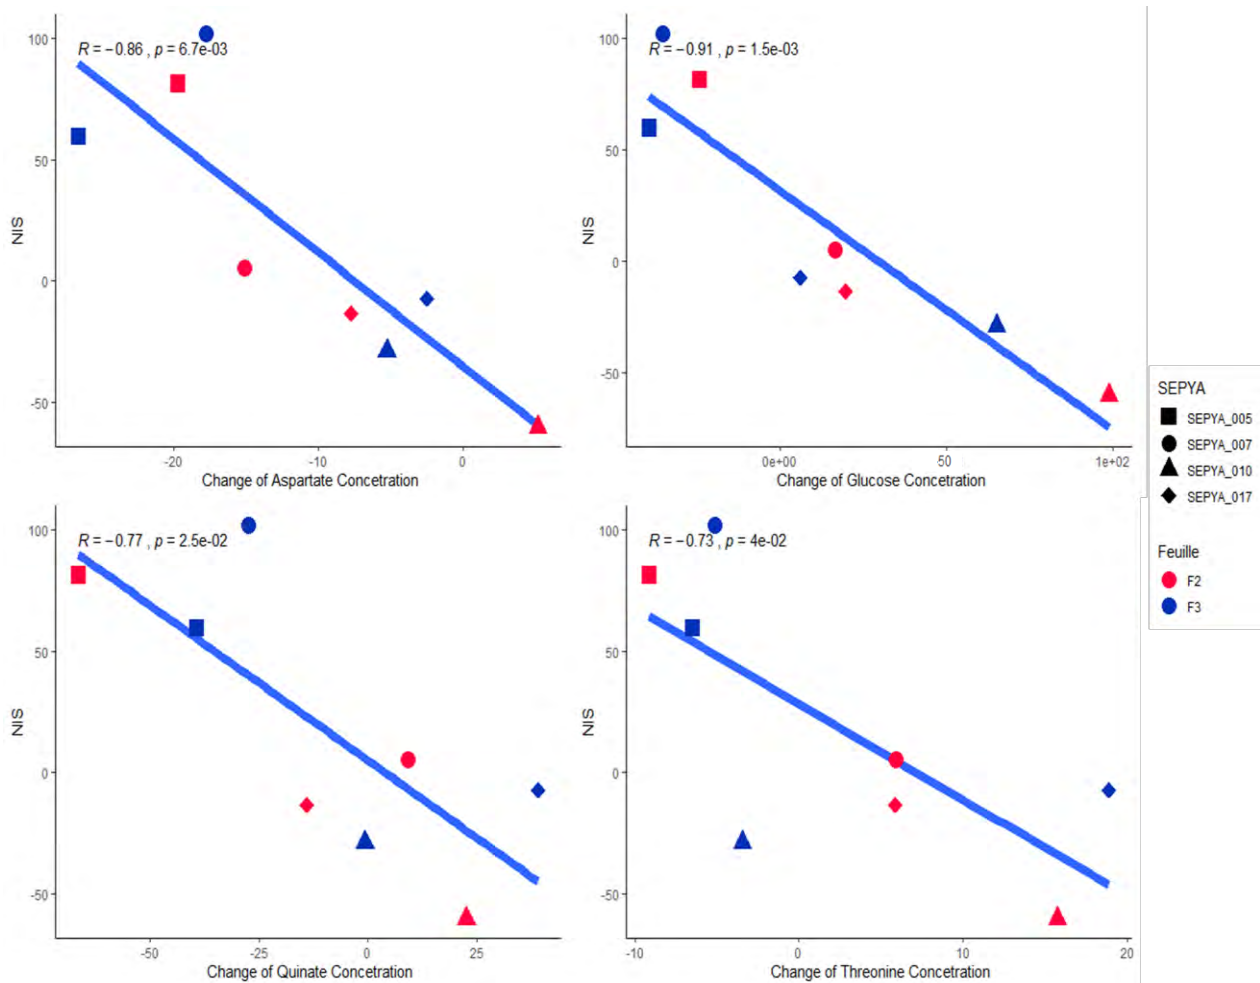 R = −0.86 , p = 6.7e-03
100
50
0
-50
NIS
-20
-10
0
Change of Aspartate Concetration
R = −0.91 , p = 1.5e-03
100
50
0
-50
NIS
0e+00
50
1e+02
Change of Glucose Concetration
R = −0.77 , p = 2.5e-02
100
50
0
-50
NIS
-50
-25
0
25
Change of Quinate Concetration
R = −0.73 , p = 4e-02
100
50
0
-50
NIS
-10
0
10
20
Change of Threonine Concetration
SEPYA
SEPYA_005
SEPYA_007
SEPYA_010
SEPYA_017
Feuille
F2
F3